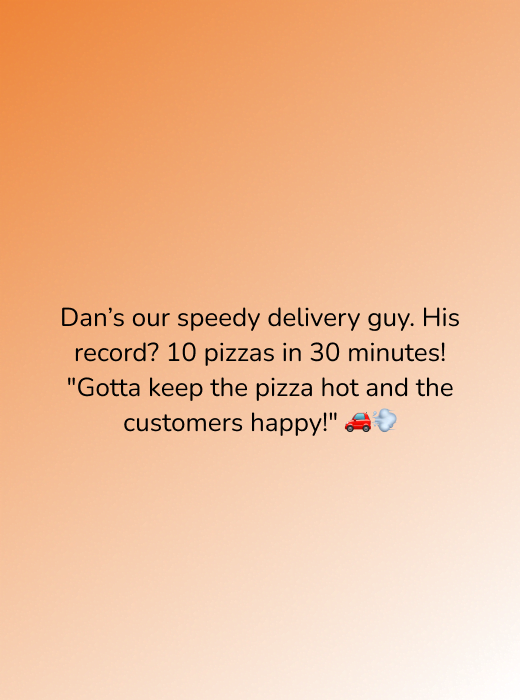 Dan’s our speedy delivery guy. His
record? 10 pizzas in 30 minutes!
"Gotta keep the pizza hot and the
customers happy!" 🚗💨